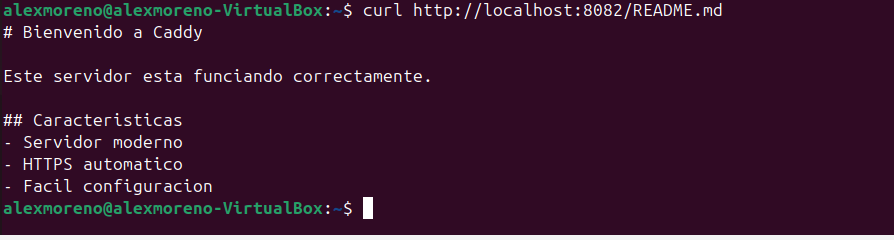 alexmoreno@alexmoreno-VirtualBox:~$ curl http://localhost:8082/README.md
# Bienvenido a Caddy
Este servidor esta funciando correctamente.
## Caracteristicas
- Servidor moderno
- HTTPS automatico
- Facil configuracion
alexmoreno@alexmoreno-VirtualBox:~$